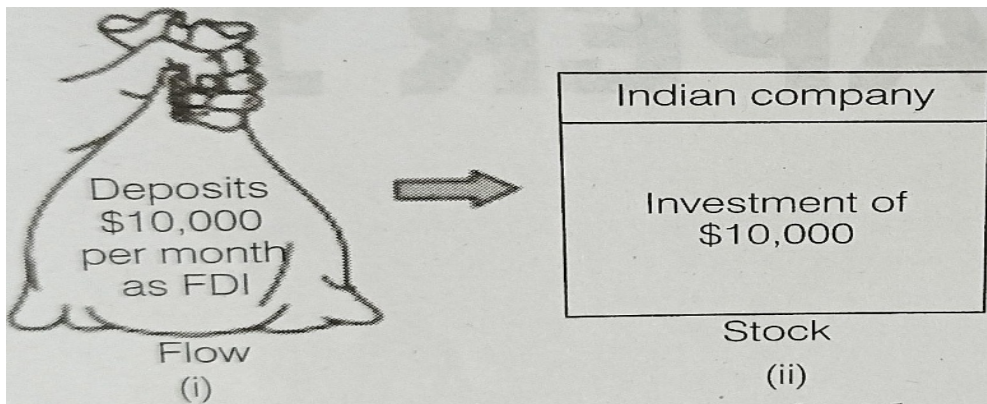 Deposits
$10,000
per month
as FDI
Flow
(i)
Indian company
Investment of
$10,000
Stock
(ii)